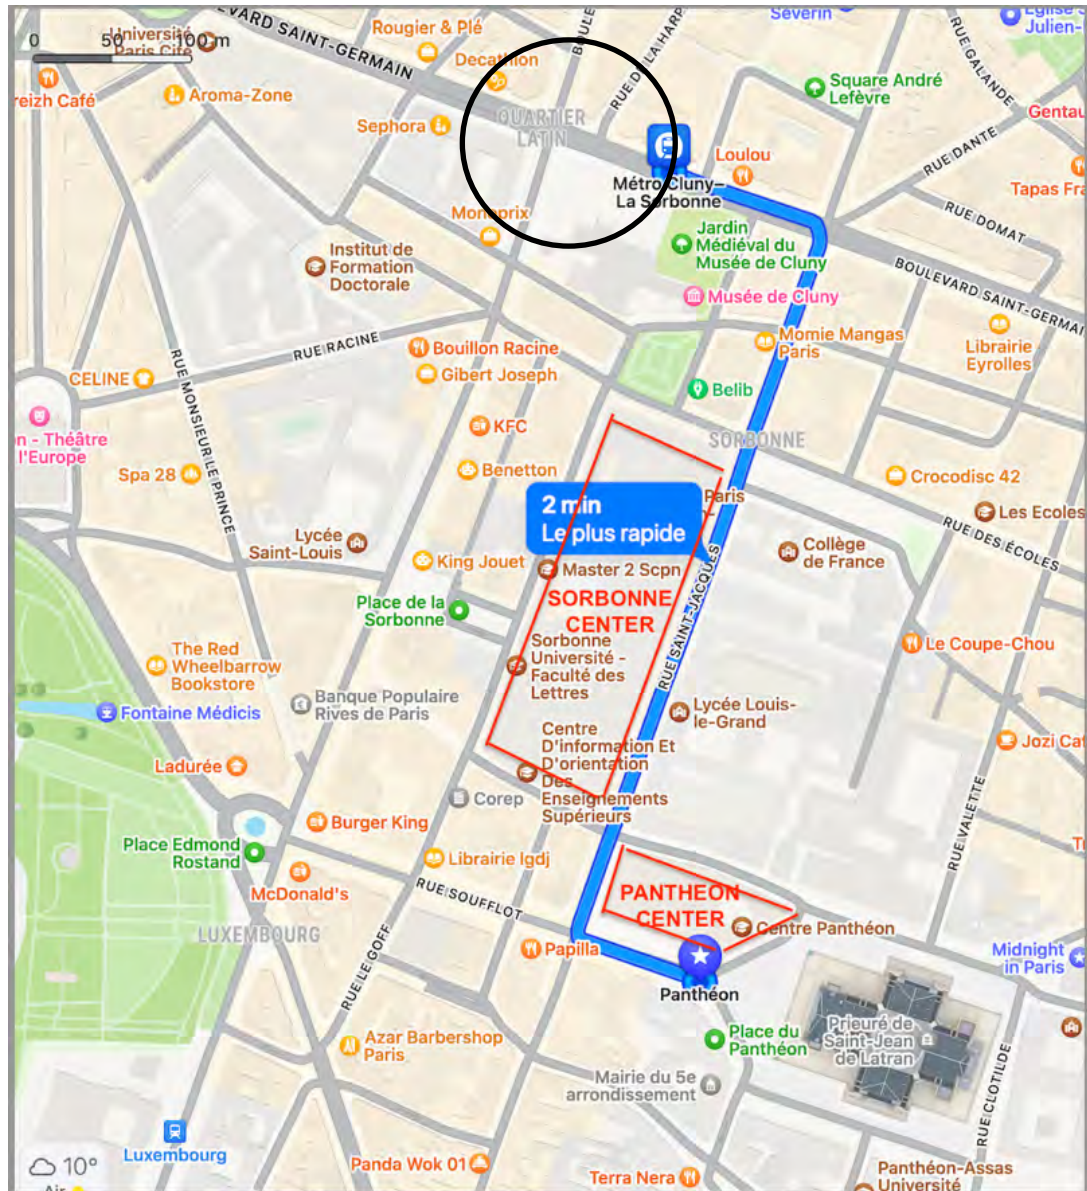 0
50
100 m
Université
Paris Cité
Rougier & Plé
Decathlon
BOULEVARD SAINT-GERMAIN
RUE DE LA HARP
Séverin
Église S
Julien-
RUE GALANDE
reizh Café
Aroma-Zone
Sephora
QUARTIER
LATIN
Square André
Lefèvre
Gentau
RUE DANTE
Loulou
Métro Cluny–
La Sorbonne
Tapas Fra
RUE DOMAT
Monoprix
Jardin
Médiéval du
Musée de Cluny
Institut de
Formation
Doctorale
BOULEVARD SAINT-GERMAI
Musée de Cluny
RUE RACINE
Bouillon Racine
Momie Mangas
Paris
Librairie
Eyrolles
CELINE
Gibert Joseph
Belib
RUE MONSIEUR LE PRINCE
on - Théâtre
l'Europe
KFC
SORBONNE
Spa 28
Benetton
Crocodisc 42
2 min
Le plus rapide
Paris
Les Ecoles
RUE DES ÉCOLES
Lycée
Saint-Louis
King Jouet
Master 2 Scpn
Collège
de France
RUE SAINT-JACQUES
SORBONNE
CENTER
Place de la
Sorbonne
Sorbonne
Université -
Faculté des
Lettres
Le Coupe-Chou
The Red
Wheelbarrow
Bookstore
Banque Populaire
Rives de Paris
Fontaine Médicis
Lycée Louis-
le-Grand
Centre
D'information Et
D'orientation
Des
Enseignements
Supérieurs
Jozi Caf
Ladurée
Corep
Burger King
RUE VALETTE
Place Edmond
Rostand
Librairie lgdj
McDonald's
RUE SOUFFLOT
PANTHEON
CENTER
Centre Panthéon
LUXEMBOURG
Papilla
Midnight
in Paris
RUE LE GOFF
Panthéon
Azar Barbershop
Paris
Place du
Panthéon
Prieuré de
Saint-Jean
de Latran
Mairie du 5e
arrondissement
RUE CLOTILDE
Luxembourg
10°
Panda Wok 01
Terra Nera
Panthéon-Assas
Université